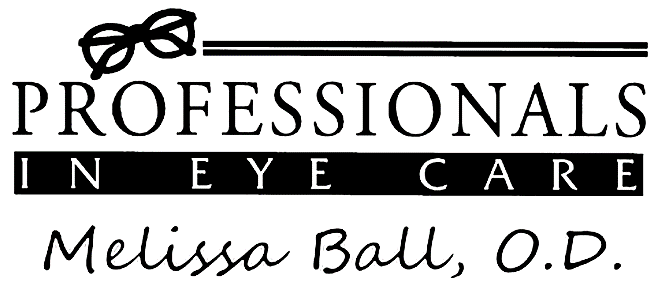 PROFESSIONALS
IN EYE CARE
Melissa Ball, O.D.